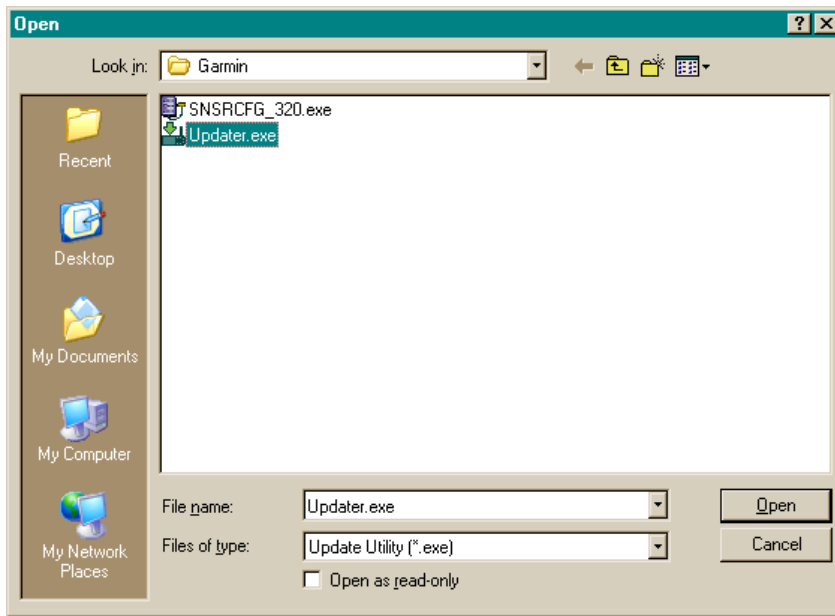 Open
Look in: Garmin
SNSRCFG_320.exe
Updater.exe
Recent
Desktop
My Documents
My Computer
My Network
Places
File name: Updater.exe Open
Files of type: Update Utility (*.exe) Cancel
Open as read-only